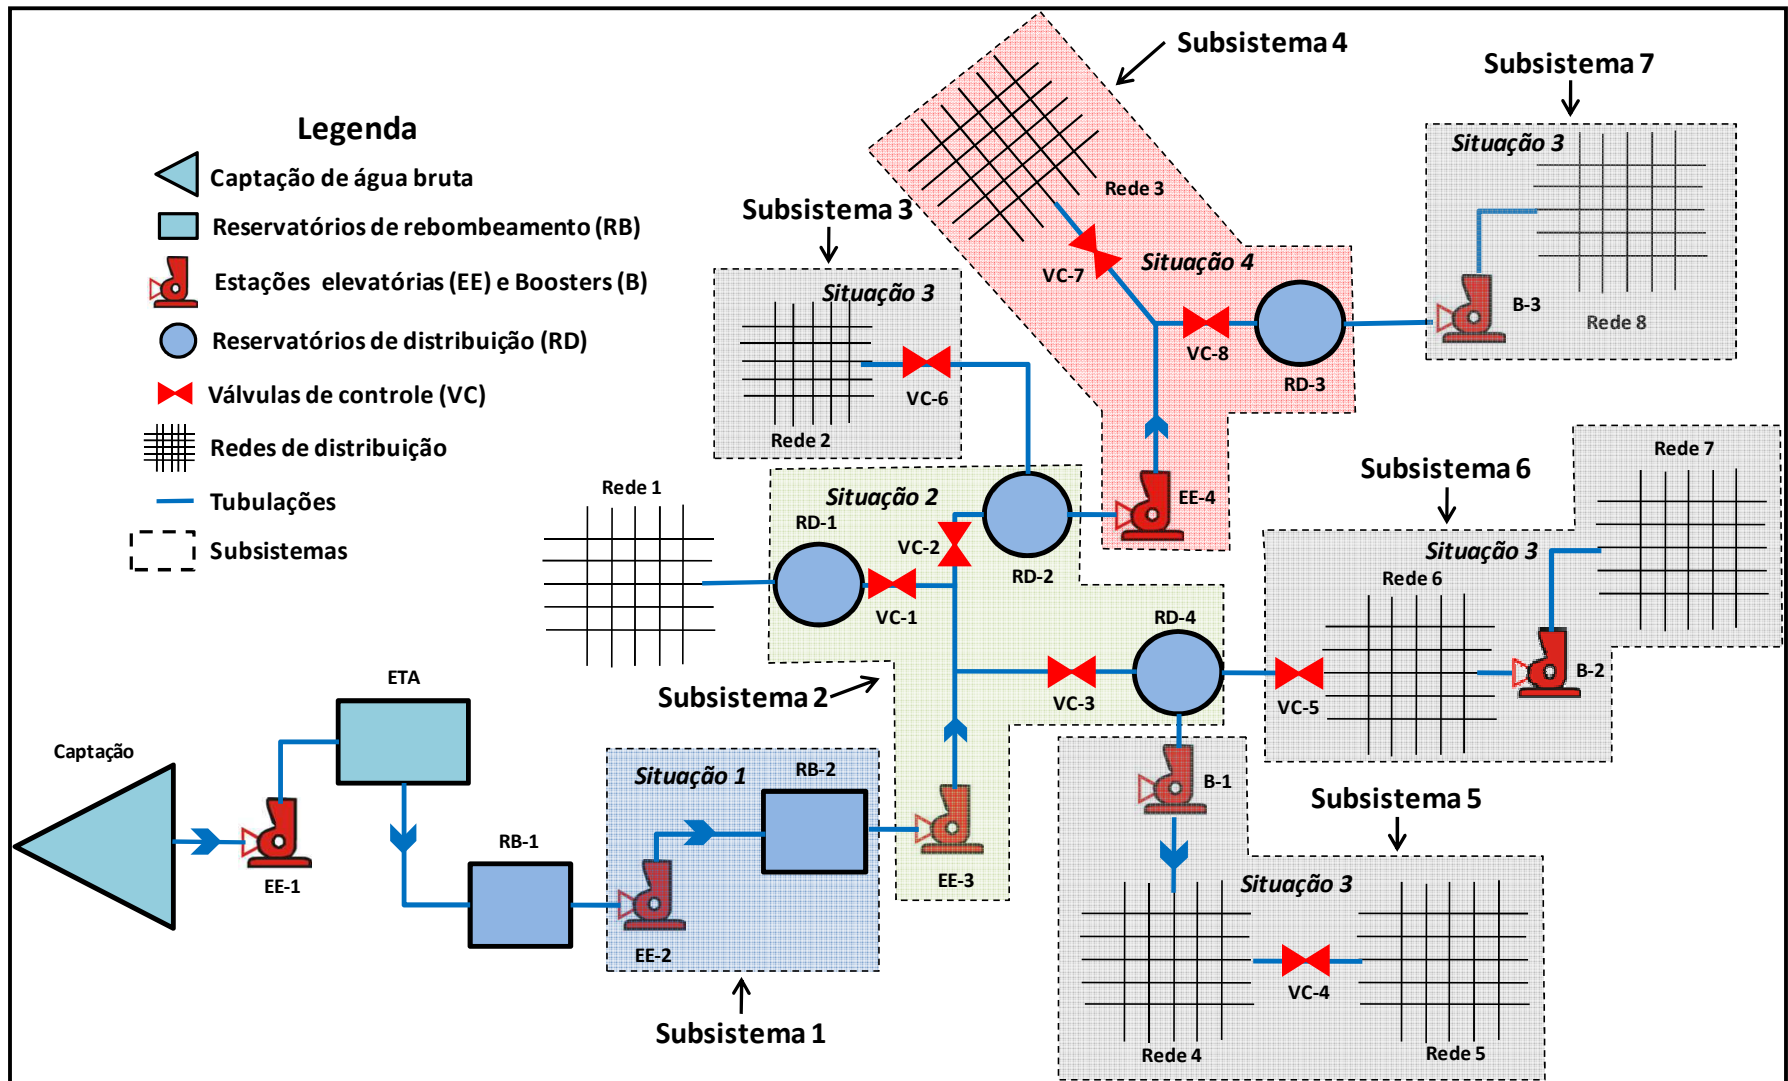 Legenda
Captação de água bruta
Reservatórios de rebombeamento (RB)
Estações elevatórias (EE) e Boosters (B)
Reservatórios de distribuição (RD)
Válvulas de controle (VC)
Redes de distribuição
Tubulações
Subsistemas
Subsistema 4
Subsistema 7
Situação 3
Rede 8
B-3
Rede 3
VC-7
Situação 4
VC-8
RD-3
EE-4
Subsistema 3
Situação 3
VC-6
Rede 2
Situação 2
Rede 1
RD-1
VC-2
RD-2
VC-1
RD-4
VC-3
Subsistema 2
EE-3
Subsistema 6
Situação 3
Rede 7
Rede 6
VC-5
B-2
Captação
EE-1
ETA
RB-1
Situação 1
RB-2
EE-2
Subsistema 1
B-1
Subsistema 5
Situação 3
VC-4
Rede 4
Rede 5